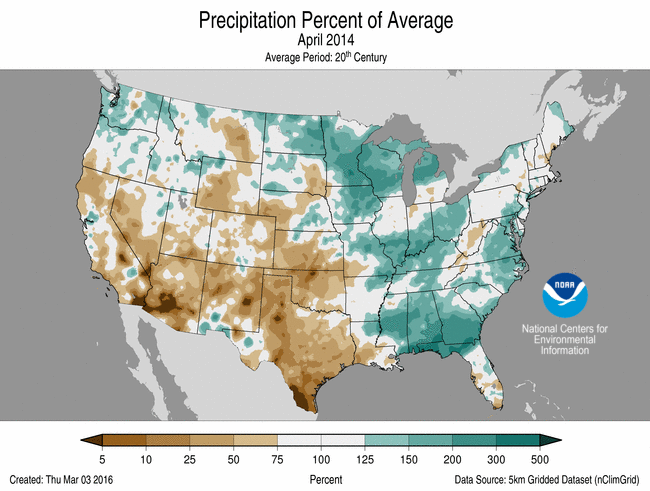 Precipitation Percent of Average
April 2014
Average Period: 20th Century
NOAA
National Centers for
Environmental
Information
5 10 25 50 75 100 125 150 200 300 500
Created: Thu Mar 03 2016 Percent Data Source: 5km Gridded Dataset (nClimGrid)